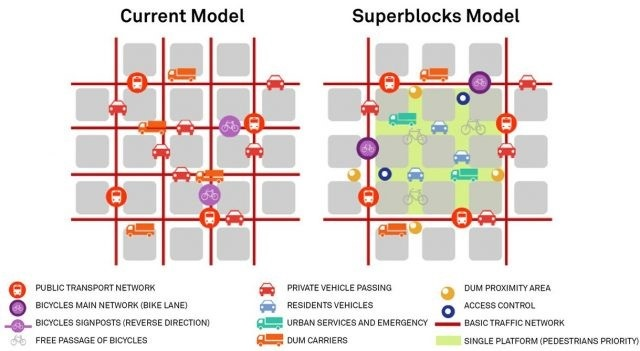 Current Model
Superblocks Model
PUBLIC TRANSPORT NETWORK
BICYCLES MAIN NETWORK (BIKE LANE)
BICYCLES SIGNPOSTS (REVERSE DIRECTION)
FREE PASSAGE OF BICYCLES
PRIVATE VEHICLE PASSING
RESIDENTS VEHICLES
URBAN SERVICES AND EMERGENCY
DUM CARRIERS
DUM PROXIMITY AREA
ACCESS CONTROL
BASIC TRAFFIC NETWORK
SINGLE PLATFORM (PEDESTRIANS PRIORITY)